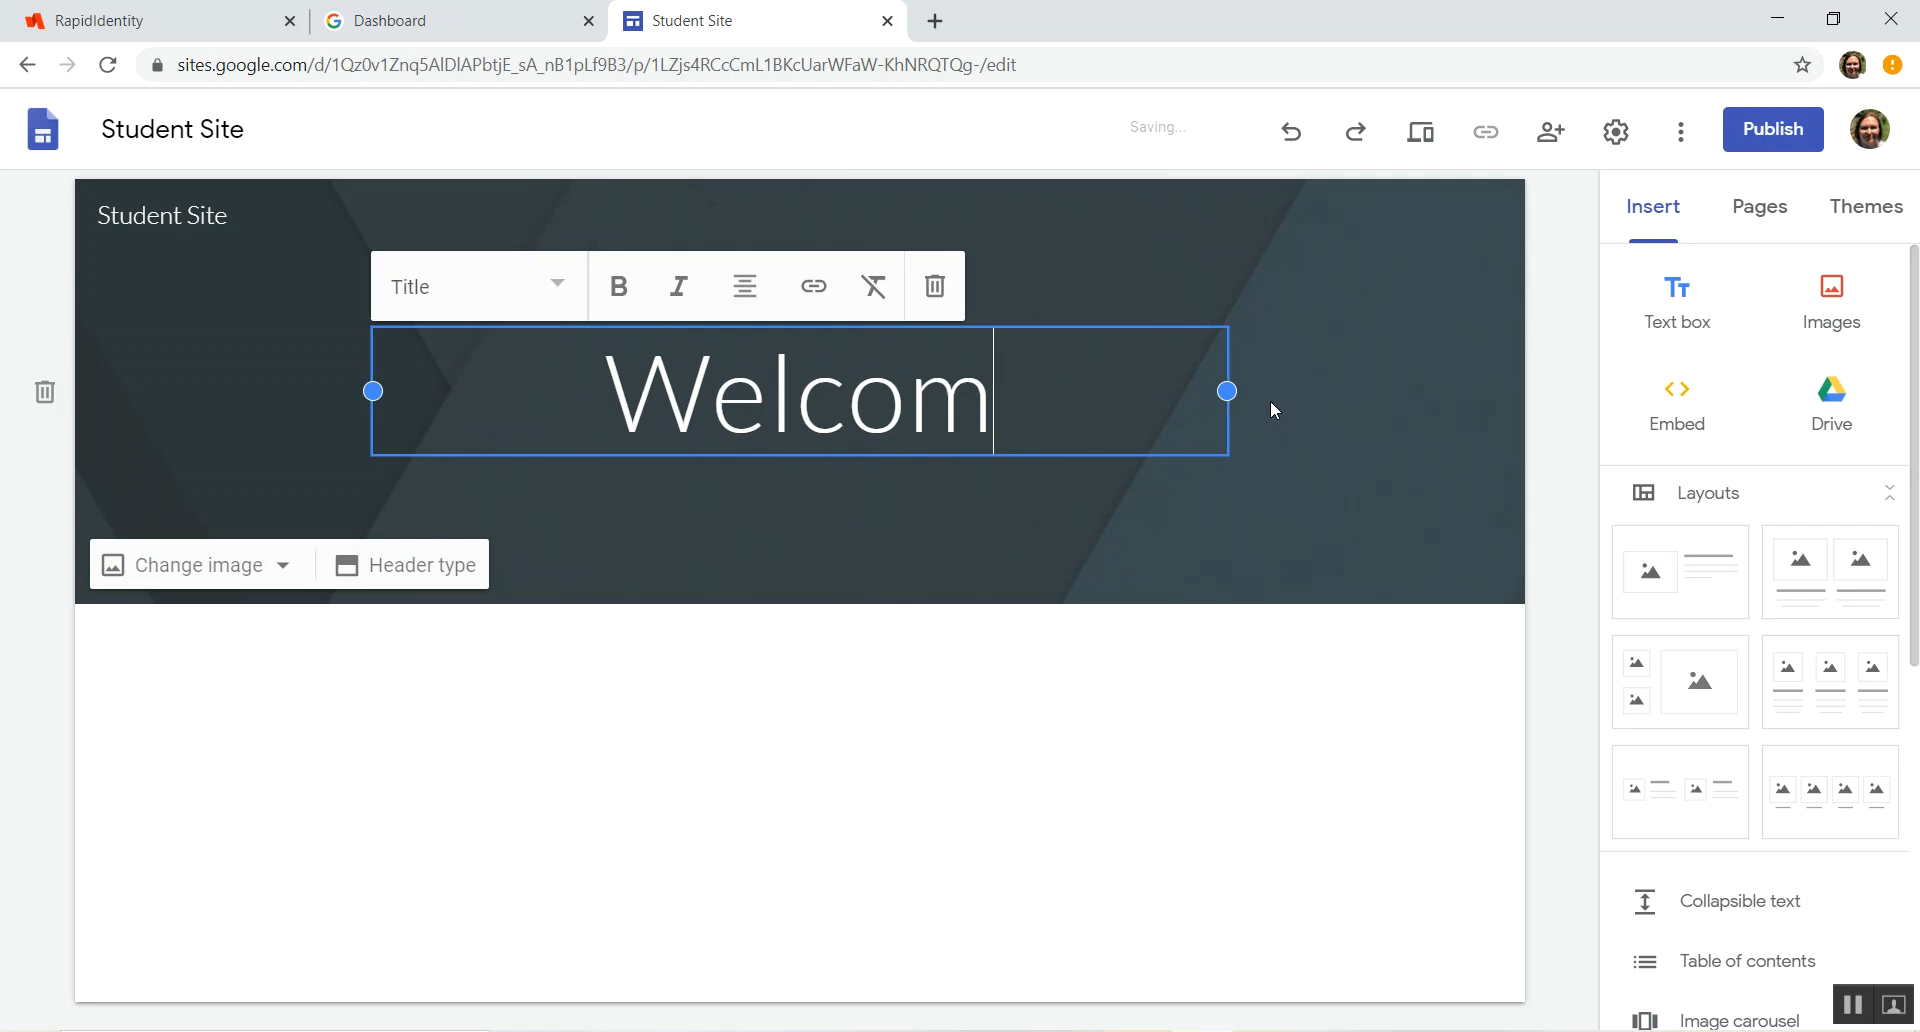 RapidIdentity
Dashboard
Student Site
sites.google.com/d/1Qz0v1Znq5AlDlAPbtjE_sA_nB1pLf9B3/p/1LZjs4RCcCmL1BKcUarWFaW-KhNRQTQg-/edit
Student Site
Saving...
Publish
Student Site
Title
B I
Welcom
Change image
Header type
Insert Pages Themes
Tt
Text box
Images
Embed
Drive
Layouts
Collapsible text
Table of contents
Image carousel